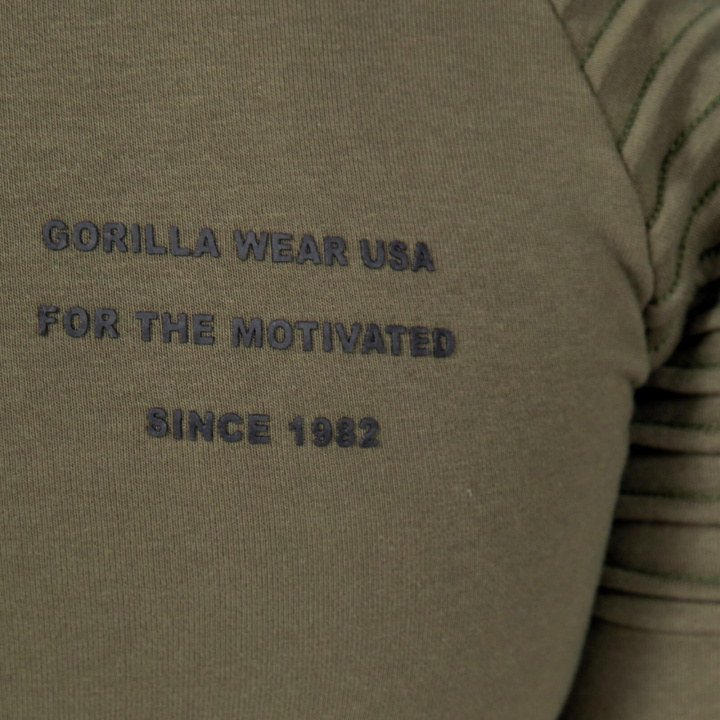 GORILLA WEAR USA
FOR THE MOTIVATED
SINCE 1982